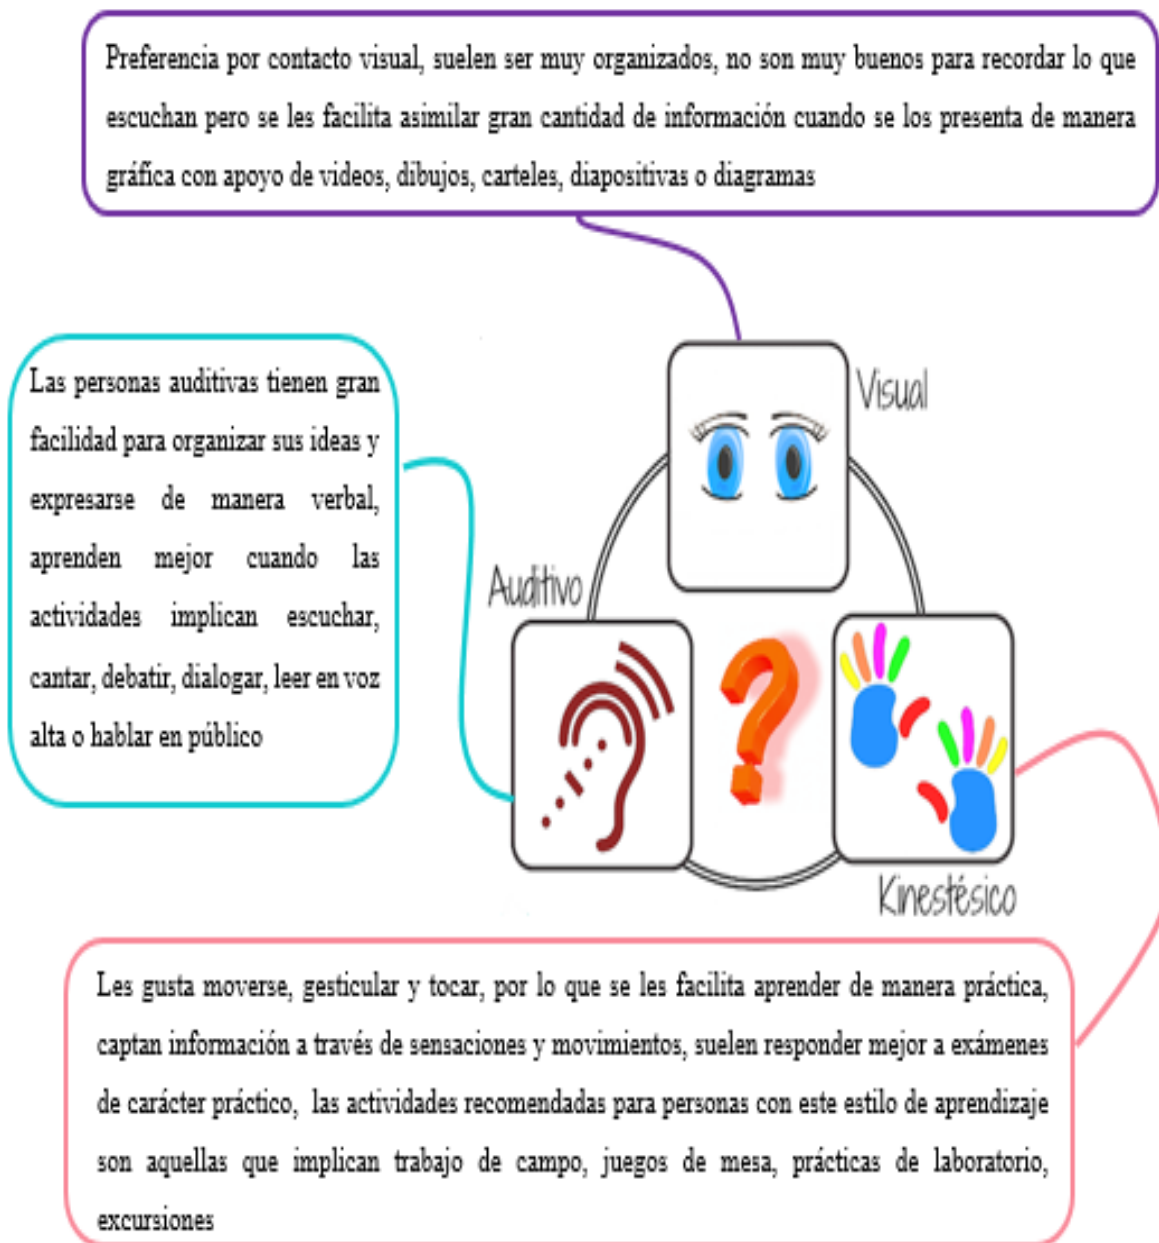 Preferencia por contacto visual, suelen ser muy organizados, no son muy buenos para recordar lo que
escuchan pero se les facilita asimilar gran cantidad de información cuando se los presenta de manera
gráfica con apoyo de videos, dibujos, carteles, diapositivas o diagramas
Visual
Las personas auditivas tienen gran
facilidad para organizar sus ideas y
expresarse de manera verbal,
aprenden mejor cuando las
actividades implican escuchar,
cantar, debatir, dialogar, leer en voz
alta o hablar en público
Auditivo
?
Kinestésico
Les gusta moverse, gesticular y tocar, por lo que se les facilita aprender de manera práctica,
captan información a través de sensaciones y movimientos, suelen responder mejor a exámenes
de carácter práctico, las actividades recomendadas para personas con este estilo de aprendizaje
son aquellas que implican trabajo de campo, juegos de mesa, prácticas de laboratorio,
excursiones